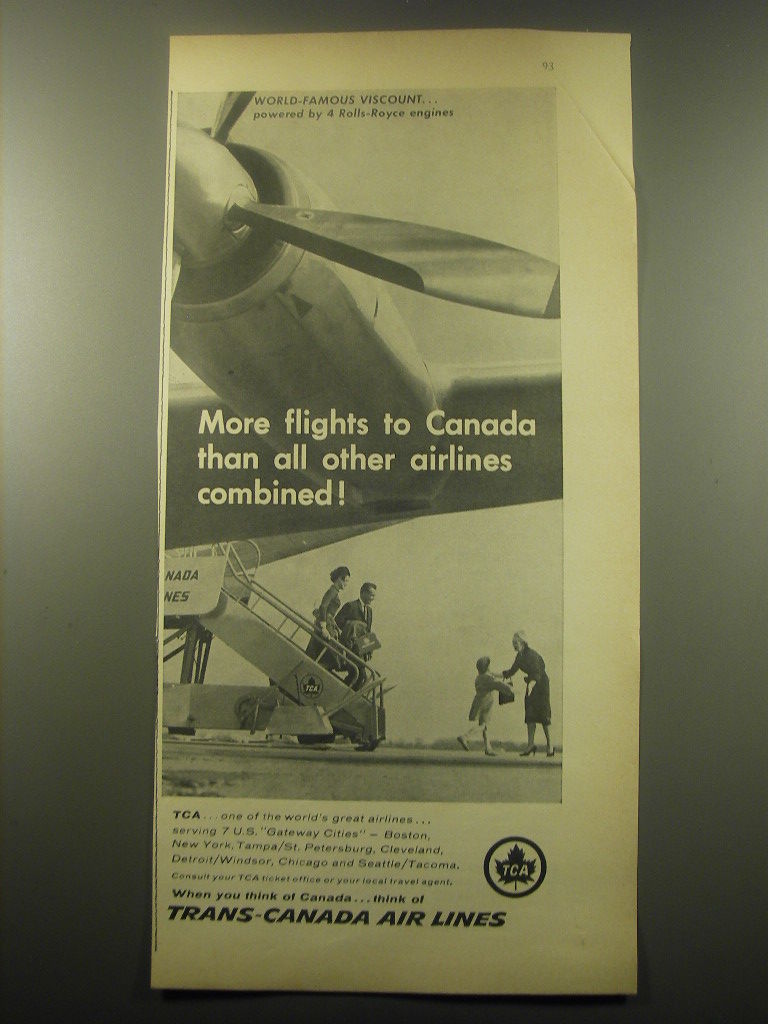 93
WORLD-FAMOUS VISCOUNT...
powered by 4 Rolls-Royce engines
More flights to Canada
than all other airlines
combined!
NADA
NES
TCA
TCA...one of the world's great airlines...
serving 7 U.S. "Gateway Cities" — Boston,
New York, Tampa/St. Petersburg, Cleveland,
Detroit/Windsor, Chicago and Seattle/Tacoma.
Consult your TCA ticket office or your local travel agent.
TCA
When you think of Canada...think of
TRANS-CANADA AIR LINES